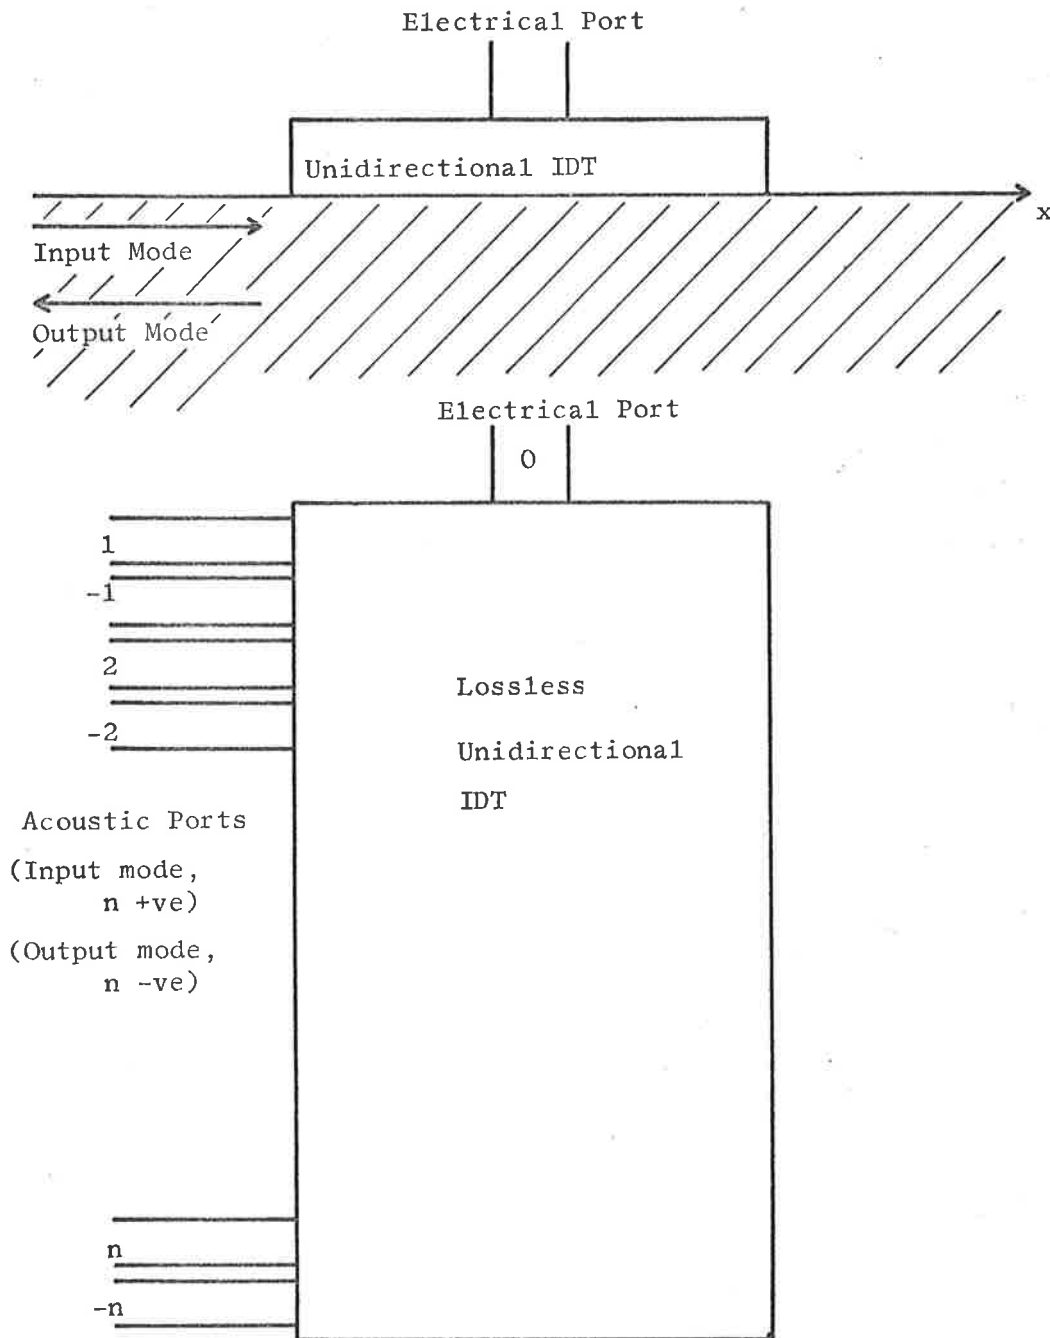 Electrical Port
Unidirectional IDT
x
Input Mode
Output Mode
Electrical Port
0
1
-1
2
Lossless
-2
Unidirectional
IDT
Acoustic Ports
(Input mode,
n +ve)
(Output mode,
n -ve)
n
-n